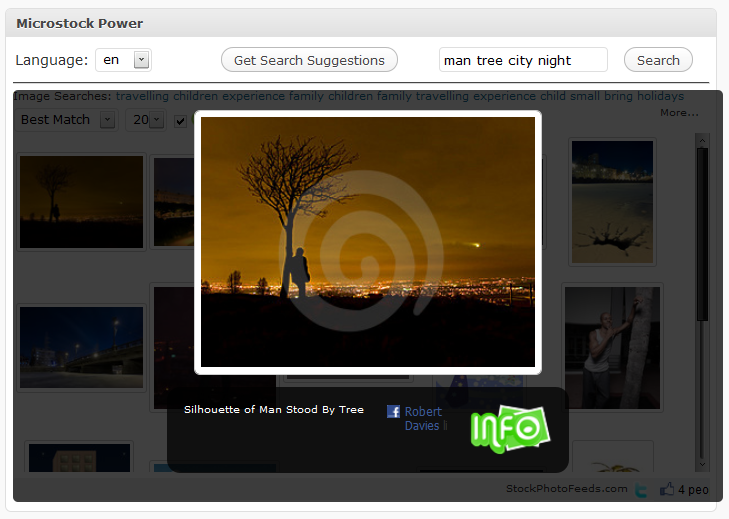 Microstock Power
Language: en Get Search Suggestions man tree city night Search
Image Searches: travelling children experience family children family travelling experience child small bring holidays
Best Match 20 More...
Silhouette of Man Stood By Tree
Robert
Davies
INFO
StockPhotoFeeds.com 4 peo